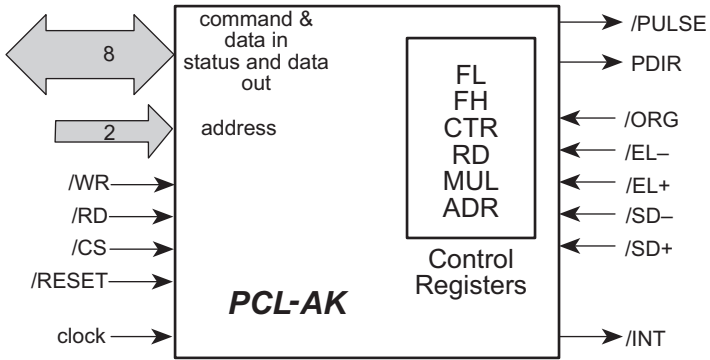 command &
data in
status and data
out
8
2
address
/WR
/RD
/CS
/RESET
clock
PCL-AK
FL
FH
CTR
RD
MUL
ADR
Control
Registers
/PULSE
PDIR
/ORG
/EL–
/EL+
/SD–
/SD+
/INT